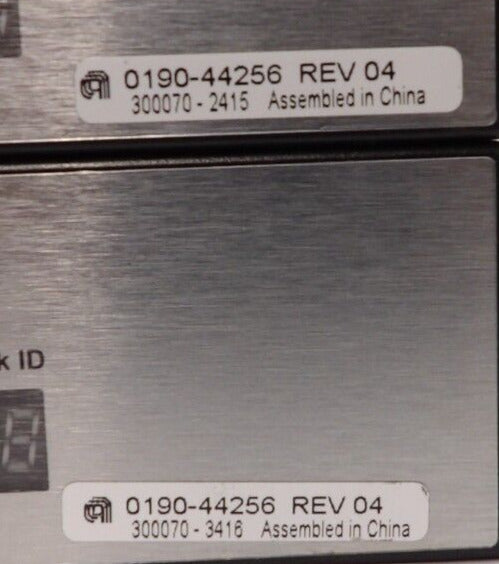 0190-44256 REV 04
300070 - 2415 Assembled in China
k ID
0190-44256 REV 04
300070 - 3416 Assembled in China